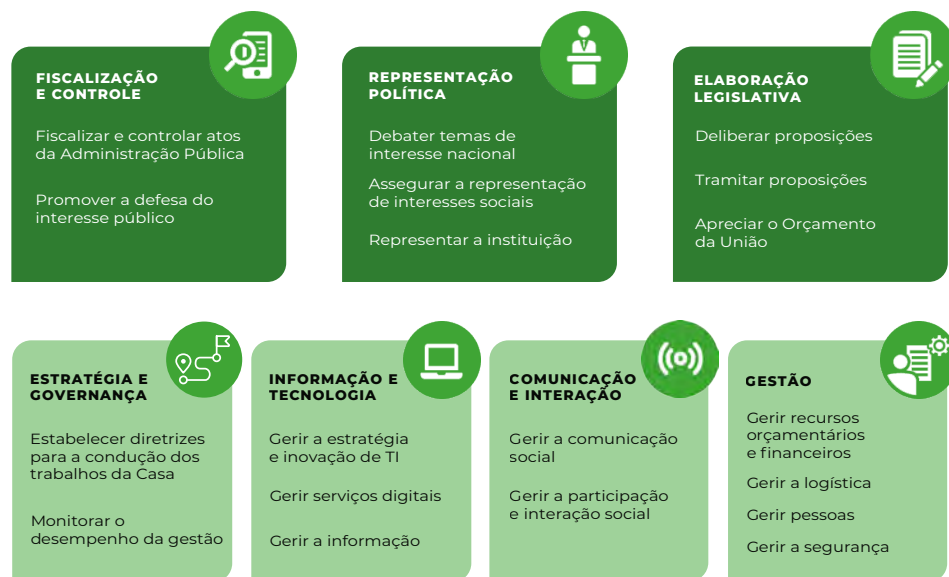 FISCALIZAÇÃO
E CONTROLE
Fiscalizar e controlar atos
da Administração Pública
Promover a defesa do
interesse público
REPRESENTAÇÃO
POLÍTICA
Debater temas de
interesse nacional
Assegurar a representação
de interesses sociais
Representar a instituição
ELABORAÇÃO
LEGISLATIVA
Deliberar proposições
Tramitar proposições
Apreciar o Orçamento
da União
ESTRATÉGIA E
GOVERNANÇA
Estabelecer diretrizes
para a condução dos
trabalhos da Casa
Monitorar o
desempenho da gestão
INFORMAÇÃO E
TECNOLOGIA
Gerir a estratégia
e inovação de TI
Gerir serviços digitais
Gerir a informação
COMUNICAÇÃO
E INTERAÇÃO
Gerir a comunicação
social
Gerir a participação
e interação social
GESTÃO
Gerir recursos
orçamentários
e financeiros
Gerir a logística
Gerir pessoas
Gerir a segurança